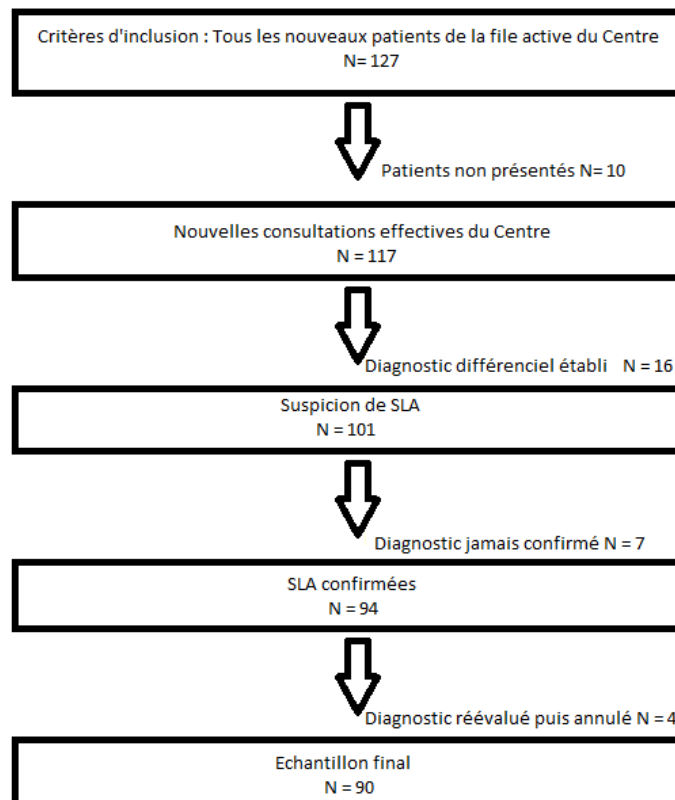 Critères d'inclusion : Tous les nouveaux patients de la file active du Centre
N= 127
Patients non présentés N= 10
Nouvelles consultations effectives du Centre
N = 117
Diagnostic différenciel établi N = 16
Suspicion de SLA
N = 101
Diagnostic jamais confirmé N = 7
SLA confirmées
N = 94
Diagnostic réévalué puis annulé N = 4
Echantillon final
N = 90